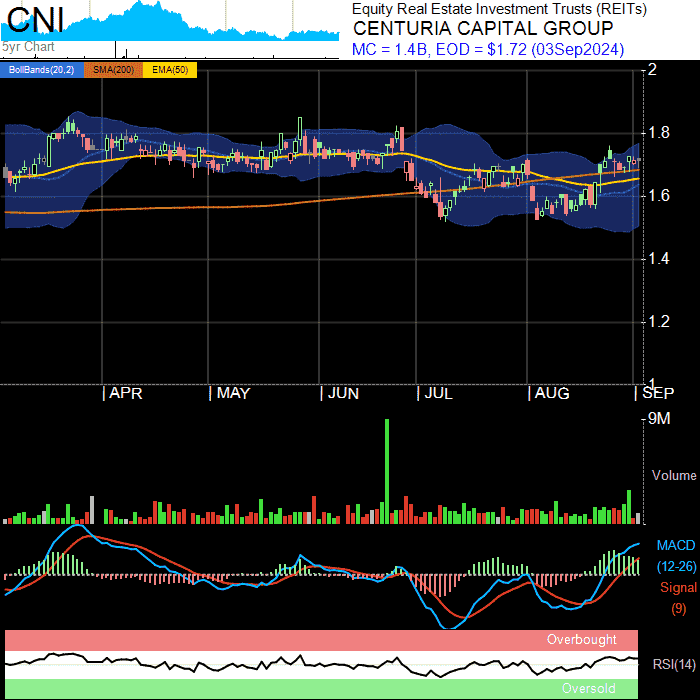 CNI
5yr Chart
Equity Real Estate Investment Trusts (REITs)
CENTURIA CAPITAL GROUP
MC = 1.4B, EOD = $1.72 (03Sep2024)
BollBands(20,2) SMA(200) EMA(50)
2
1.8
1.6
1.4
1.2
1
APR MAY JUN JUL AUG SEP
9M
Volume
MACD
(12-26)
Signal
(9)
Overbought
RSI(14)
Oversold